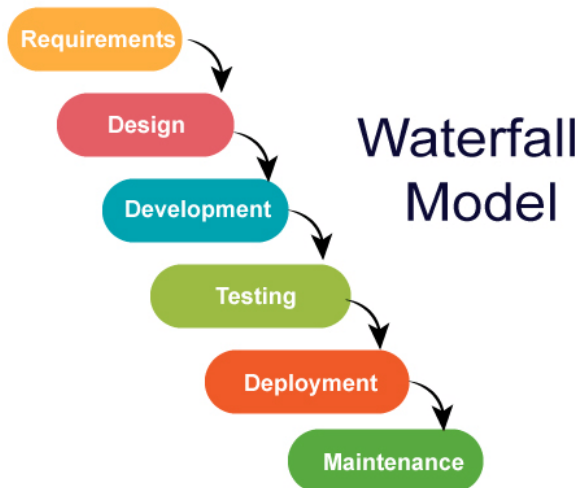 Requirements
Design
Waterfall
Model
Development
Testing
Deployment
Maintenance